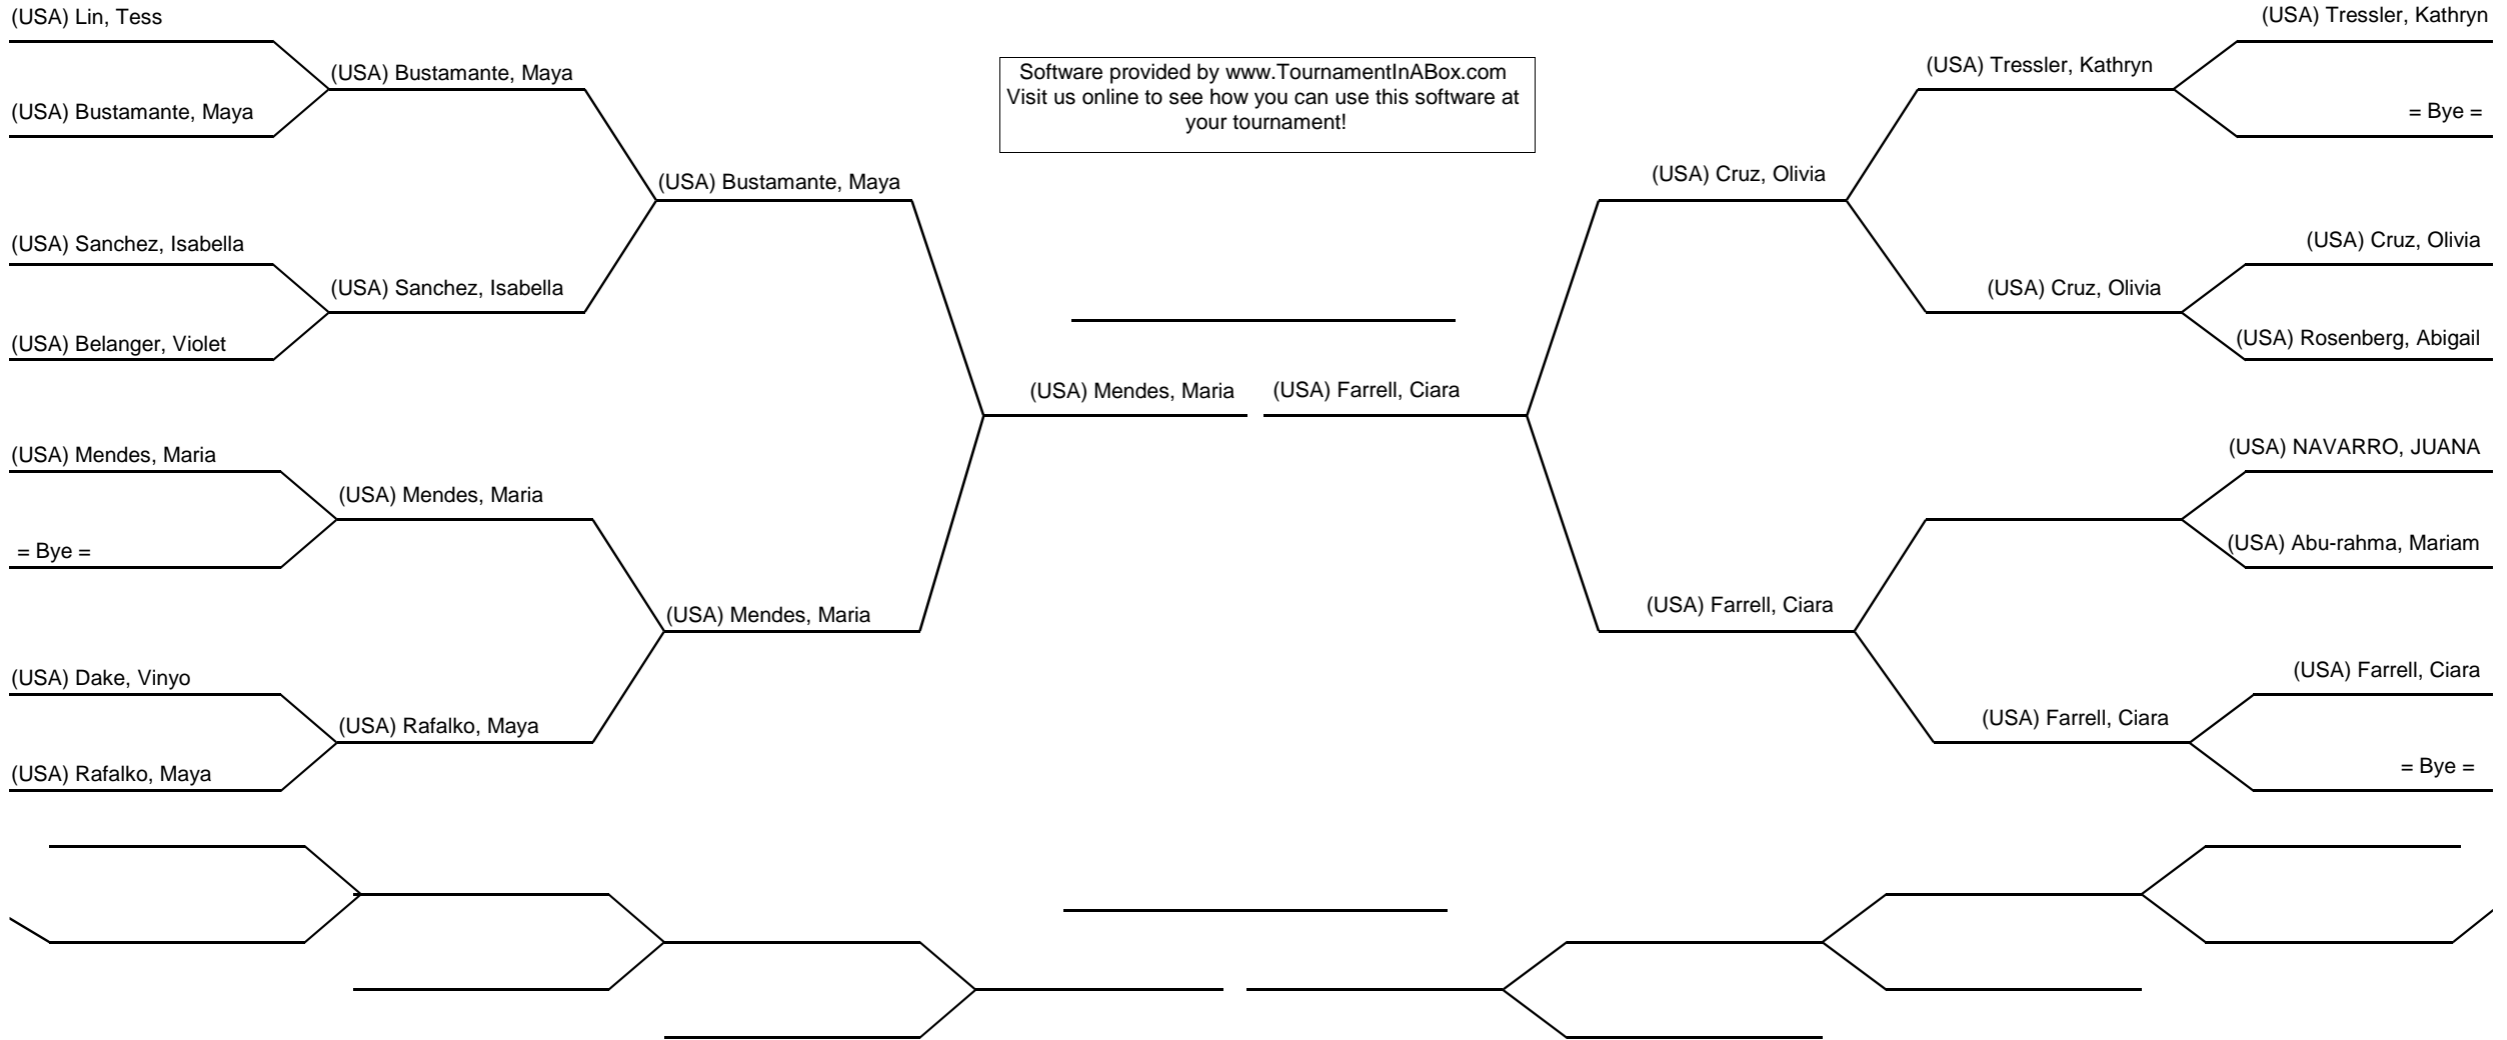 (USA) Lin, Tess
(USA) Bustamante, Maya
(USA) Bustamante, Maya
(USA) Bustamante, Maya
(USA) Sanchez, Isabella
(USA) Sanchez, Isabella
(USA) Belanger, Violet
(USA) Mendes, Maria
(USA) Mendes, Maria
= Bye =
(USA) Mendes, Maria
(USA) Dake, Vinyo
(USA) Rafalko, Maya
(USA) Rafalko, Maya
Software provided by www.TournamentInABox.com
Visit us online to see how you can use this software at
your tournament!
(USA) Mendes, Maria
(USA) Farrell, Ciara
(USA) Tressler, Kathryn
(USA) Tressler, Kathryn
= Bye =
(USA) Cruz, Olivia
(USA) Cruz, Olivia
(USA) Cruz, Olivia
(USA) Rosenberg, Abigail
(USA) NAVARRO, JUANA
(USA) Abu-rahma, Mariam
(USA) Farrell, Ciara
(USA) Farrell, Ciara
(USA) Farrell, Ciara
= Bye =